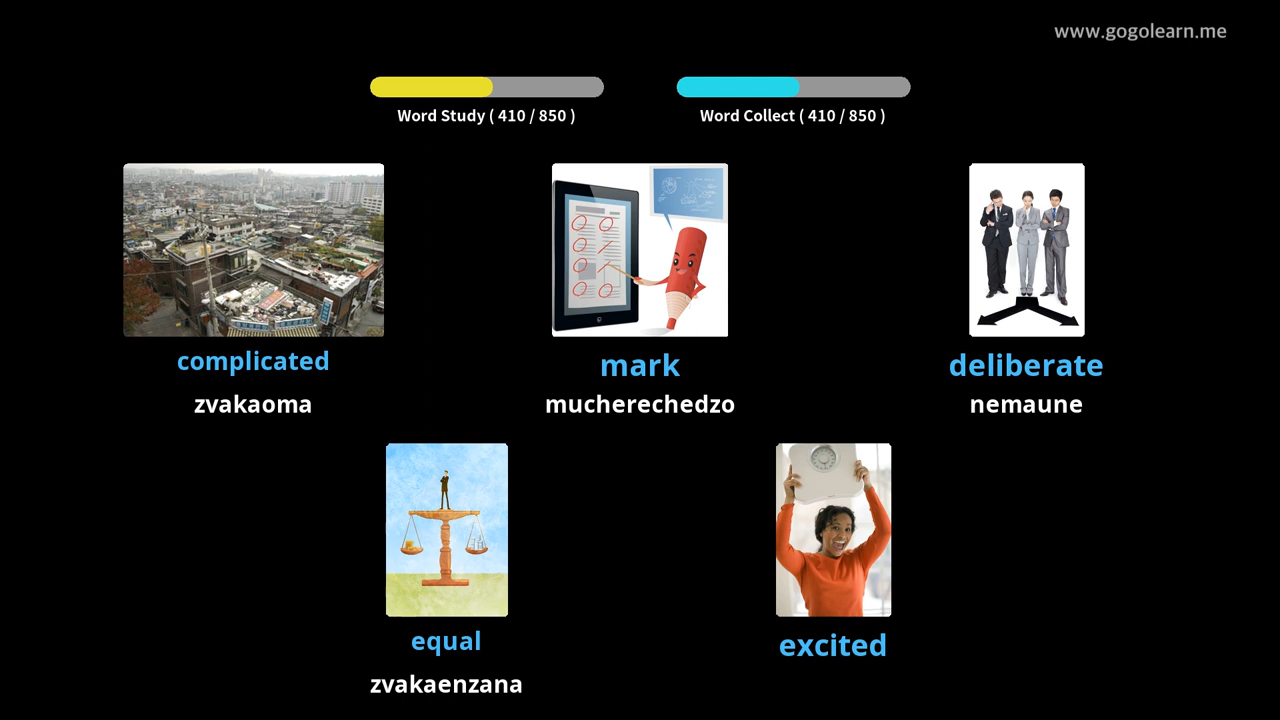 www.gogolearn.me
Word Study ( 410 / 850 )
Word Collect ( 410 / 850 )
complicated
mark
deliberate
zvakaoma
mucherechedzo
nemaune
equal
excited
zvakaenzana